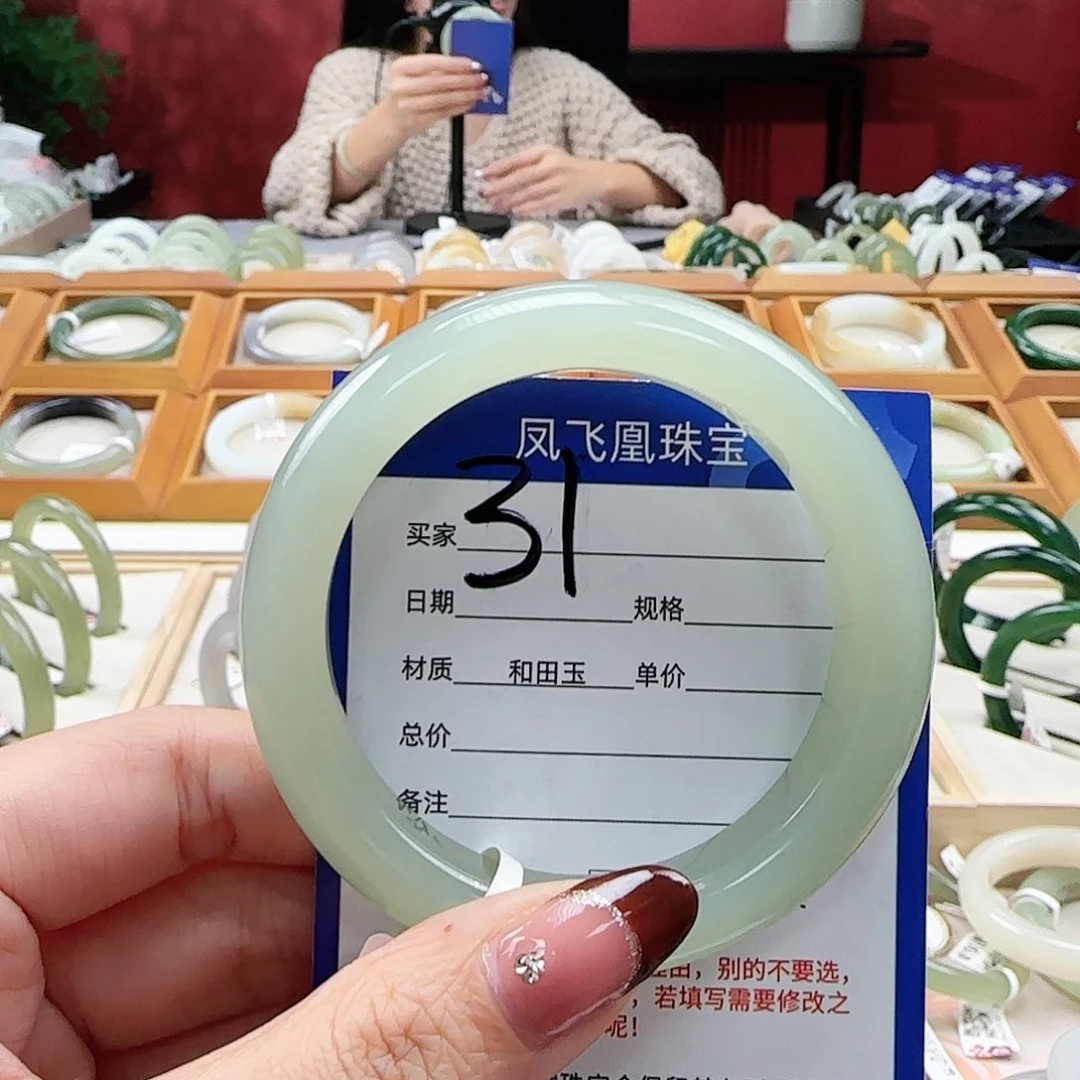 凤飞凰珠宝
31
买家
日期 规格
材质 和田玉 单价
总价
备注
，别的不要选，
，若填写需要修改之
呢！